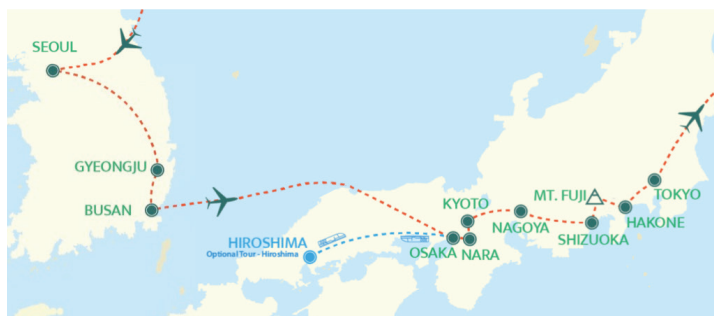 SEOUL
GYEONGJU
BUSAN
HIROSHIMA
Optional Tour - Hiroshima
OSAKA
NARA
KYOTO
NAGOYA
MT. FUJI
SHIZUOKA
HAKONE
TOKYO